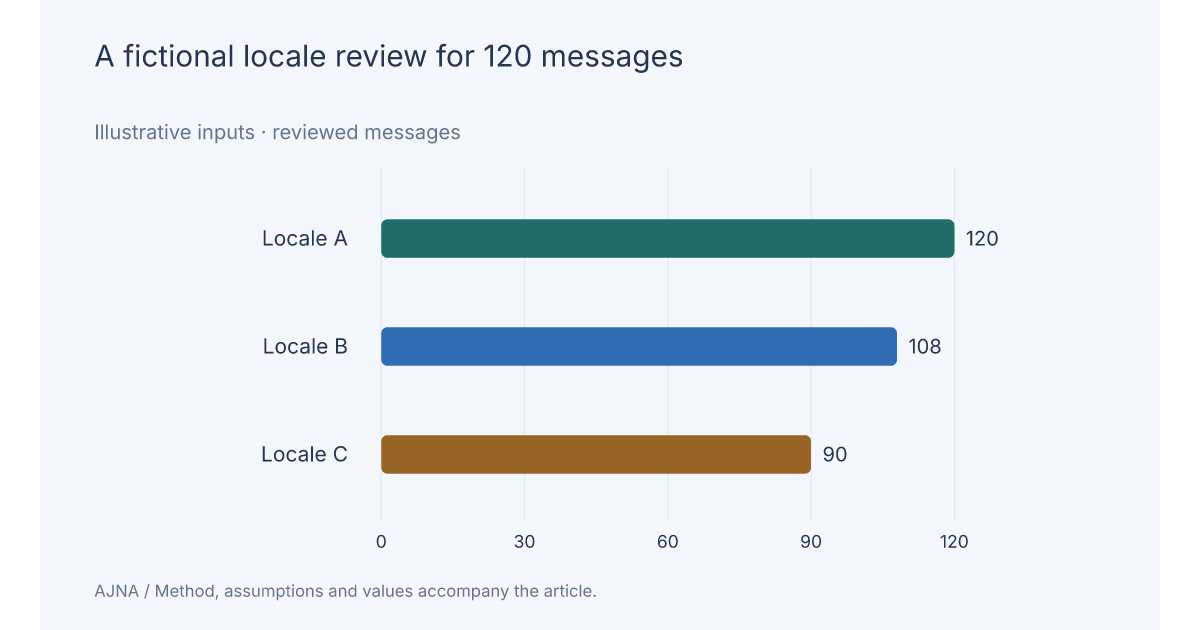 A fictional locale review for 120 messages
Illustrative inputs · reviewed messages
Locale A 120
Locale B 108
Locale C 90
0 30 60 90 120
AJNA / Method, assumptions and values accompany the article.